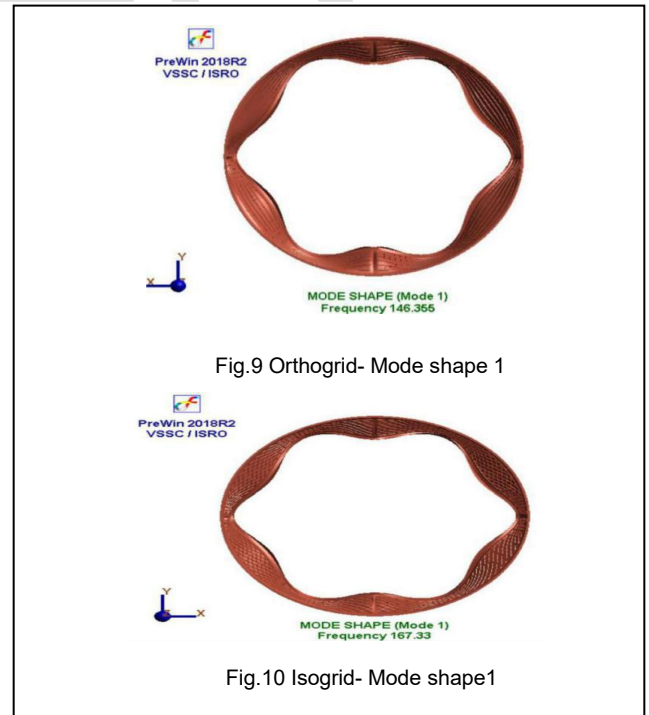 PreWin 2018R2
VSSC / ISRO
Y
X
MODE SHAPE (Mode 1)
Frequency 146.355
Fig.9 Orthogrid- Mode shape 1
PreWin 2018R2
VSSC / ISRO
Y
X
MODE SHAPE (Mode 1)
Frequency 167.33
Fig.10 Isogrid- Mode shape1